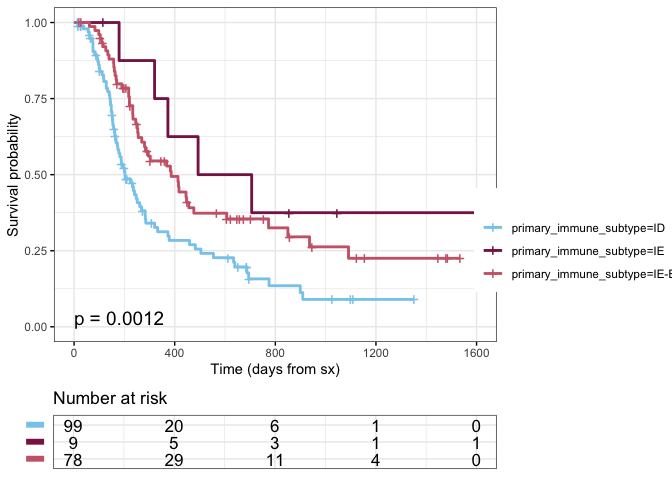 1.00
0.75
0.50
0.25
0.00
Survival probability
p = 0.0012
0 400 800 1200 1600
Time (days from sx)
primary_immune_subtype=ID
primary_immune_subtype=IE
primary_immune_subtype=IE-E
Number at risk
99 20 6 1 0
9 5 3 1 1
78 29 11 4 0